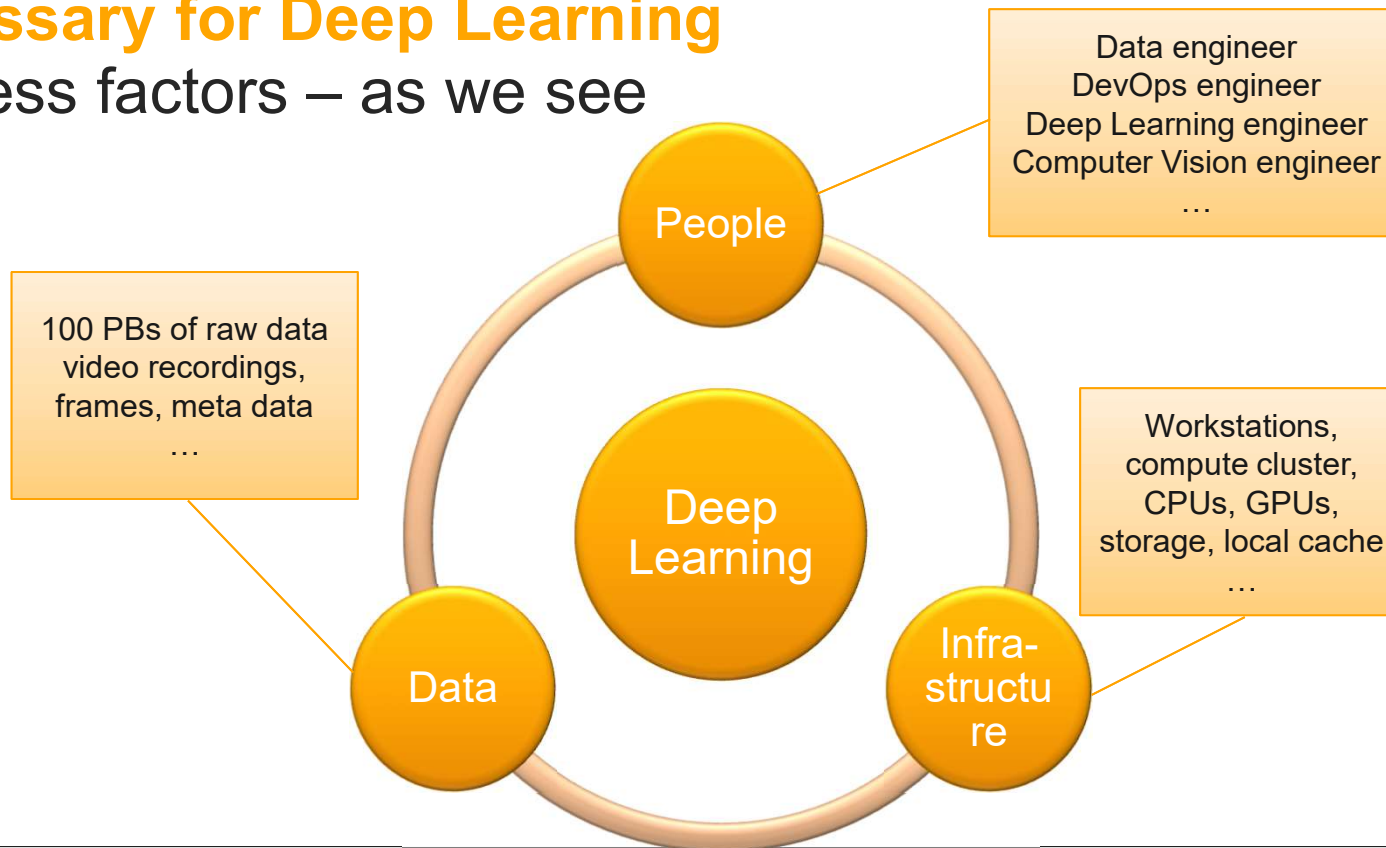 ssary for Deep Learning
ess factors – as we see
Data engineer
DevOps engineer
Deep Learning engineer
Computer Vision engineer
…
People
100 PBs of raw data
video recordings,
frames, meta data
…
Workstations,
compute cluster,
CPUs, GPUs,
storage, local cache
…
Deep
Learning
Data
Infra-
structu
re